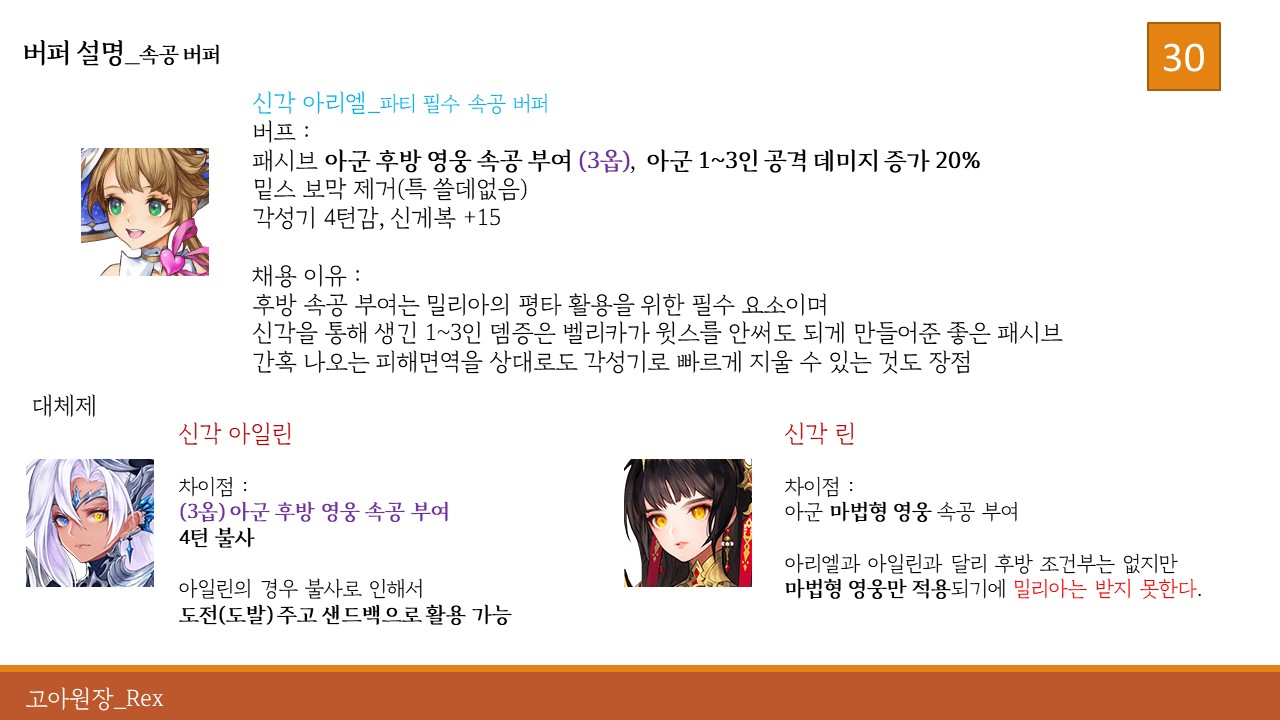 버퍼 설명_속공 버퍼
30
신각 아리엘_파티 필수 속공 버퍼
버프 :
패시브 아군 후방 영웅 속공 부여 (3옵), 아군 1~3인 공격 데미지 증가 20%
밑스 보막 제거(특 쓸데없음)
각성기 4턴감, 신게복 +15
채용 이유 :
후방 속공 부여는 밀리아의 평타 활용을 위한 필수 요소이며
신각을 통해 생긴 1~3인 뎀증은 벨리카가 윗스를 안써도 되게 만들어준 좋은 패시브
간혹 나오는 피해면역을 상대로도 각성기로 빠르게 지울 수 있는 것도 장점
대체제
신각 아일린
차이점 :
(3옵) 아군 후방 영웅 속공 부여
4턴 불사
아일린의 경우 불사로 인해서
도전(도발) 주고 샌드백으로 활용 가능
신각 린
차이점 :
아군 마법형 영웅 속공 부여
아리엘과 아일린과 달리 후방 조건부는 없지만
마법형 영웅만 적용되기에 밀리아는 받지 못한다.
고아원장_Rex